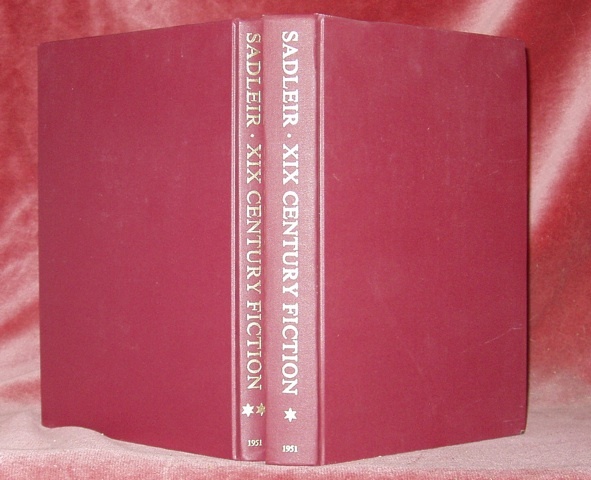 SADLEIR · XIX CENTURY FICTION
1951
SADLEIR · XIX CENTURY FICTION
1951